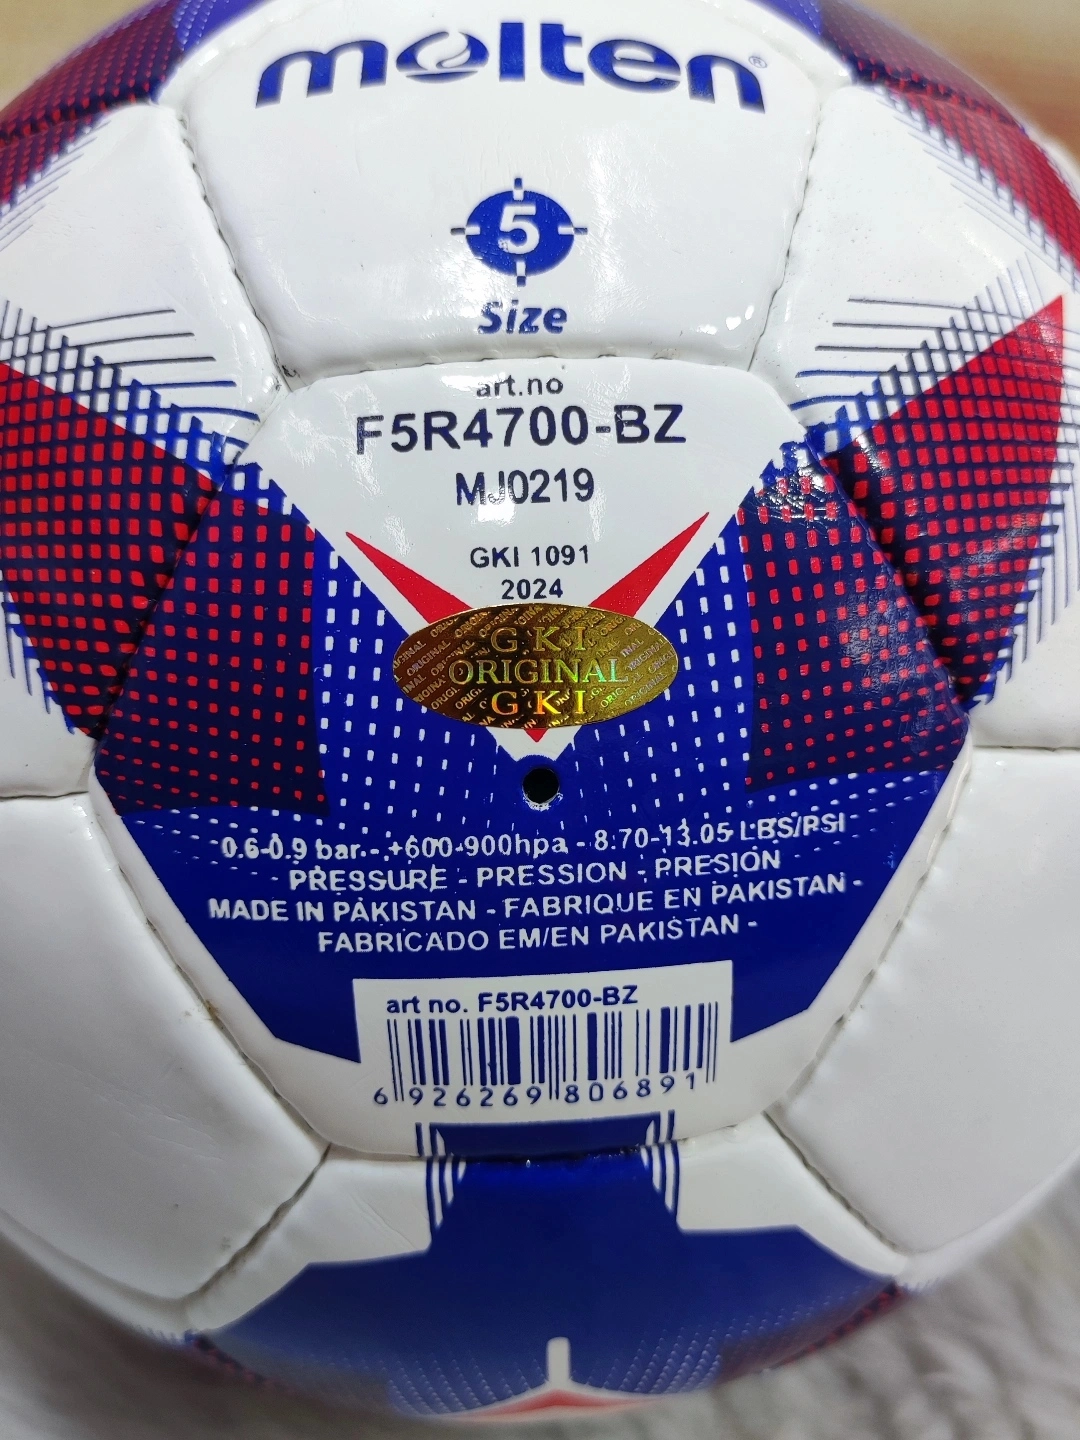 molten®
5
Size
art.no
F5R4700-BZ
MJ0219
GKI 1091
2024
GKI
ORIGINAL
GKI
0.6-0.9 bar - +600-900hpa - 8.70-13.05 LBS/PSI
PRESSURE - PRESSION - PRESIÓN
MADE IN PAKISTAN - FABRIQUE EN PAKISTAN -
FABRICADO EM/EN PAKISTAN -
art no. F5R4700-BZ
6 926269 806891